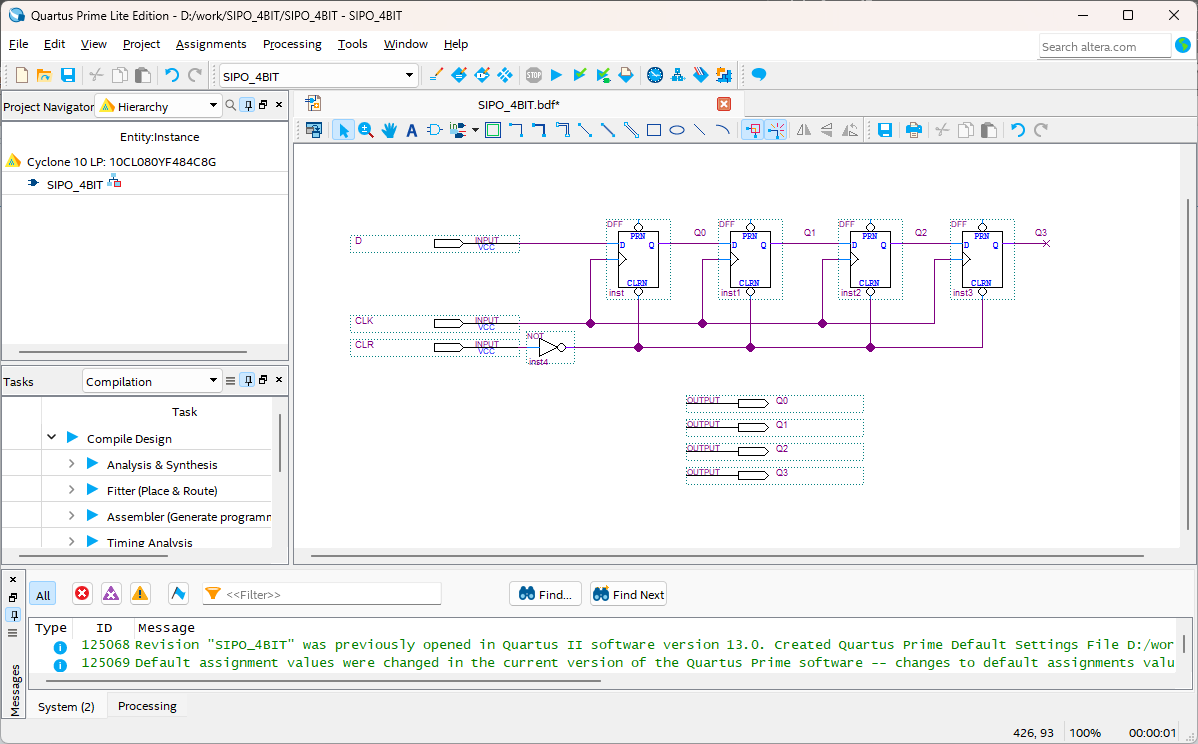 Quartus Prime Lite Edition - D:/work/SIPO_4BIT/SIPO_4BIT - SIPO_4BIT
File Edit View Project Assignments Processing Tools Window Help
Search altera.com
SIPO_4BIT
STOP
Project Navigator Hierarchy
Entity:Instance
Cyclone 10 LP: 10CL080YF484C8G
SIPO_4BIT
Tasks Compilation
Task
Compile Design
Analysis & Synthesis
Fitter (Place & Route)
Assembler (Generate programm
Timing Analysis
SIPO_4BIT.bdf*
DFF DFF DFF DFF
D INPUT VCC
PRN PRN PRN PRN
D Q Q0 D Q Q1 D Q Q2 D Q Q3
CLRN CLRN CLRN CLRN
inst inst1 inst2 inst3
CLK INPUT VCC
CLR INPUT VCC
NOT
inst4
OUTPUT Q0
OUTPUT Q1
OUTPUT Q2
OUTPUT Q3
Messages
All <<Filter>> Find... Find Next
Type ID Message
125068 Revision "SIPO_4BIT" was previously opened in Quartus II software version 13.0. Created Quartus Prime Default Settings File D:/wor
125069 Default assignment values were changed in the current version of the Quartus Prime software -- changes to default assignments valu
System (2) Processing
426, 93 100% 00:00:01